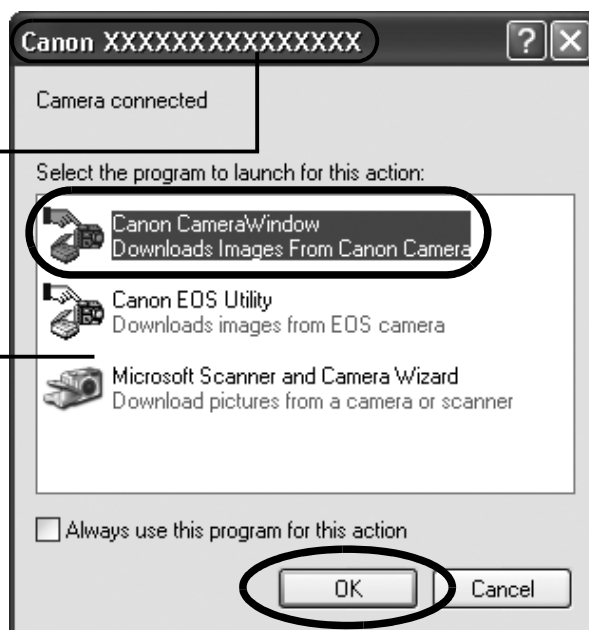 Canon XXXXXXXXXXXXXXX
Camera connected
Select the program to launch for this action:
Canon CameraWindow
Downloads Images From Canon Camera
Canon EOS Utility
Downloads images from EOS camera
Microsoft Scanner and Camera Wizard
Download pictures from a camera or scanner
Always use this program for this action
OK
Cancel